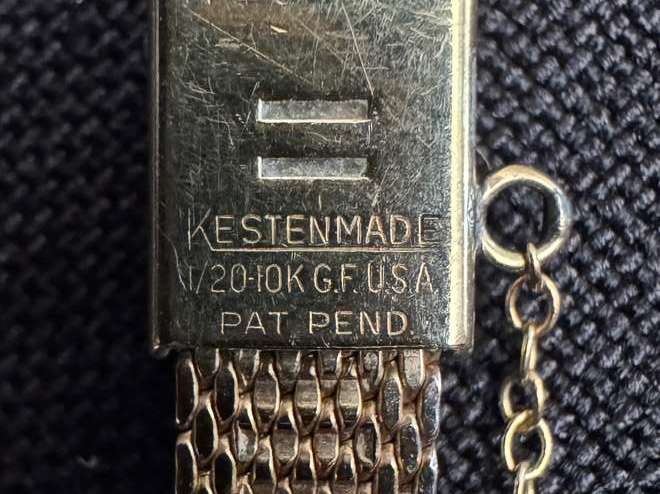 KESTENMADE
1/20-10K G.F. U.S.A.
PAT PEND.